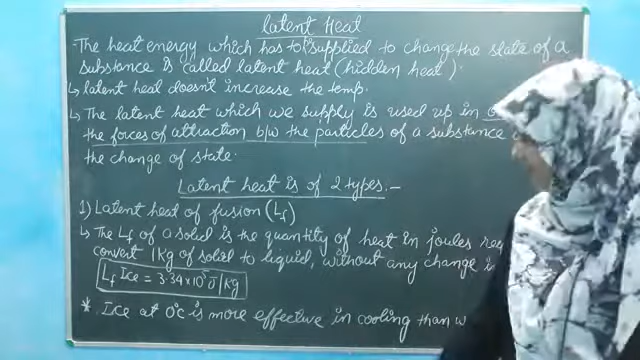 latent Heat
The heat energy which has to supplied to change the state of a
substance is called latent heat (hidden heat).
↳ latent heat doesn't increase the temp.
↳ The latent heat which we supply is used up in
the forces of attraction b/w the particles of a substance
the change of state.
Latent heat is of 2 types:-
1) Latent heat of fusion (Lf)
↳ The Lf of a solid is the quantity of heat in joules
convert 1kg of solid to liquid, without any change
Lf Ice = 3.34×10⁵ J/kg
* Ice at 0°C is more effective in cooling than